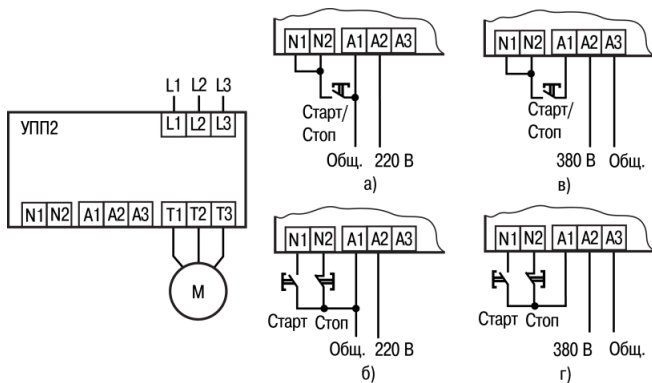 L1 L2 L3
УПП2
L1 L2 L3
N1 N2 A1 A2 A3 T1 T2 T3
М
N1 N2 A1 A2 A3
Старт/
Стоп
Общ. 220 В
а)
N1 N2 A1 A2 A3
Старт/
Стоп
380 В Общ.
в)
N1 N2 A1 A2 A3
Старт Стоп
Общ. 220 В
б)
N1 N2 A1 A2 A3
Старт Стоп
380 В Общ.
г)